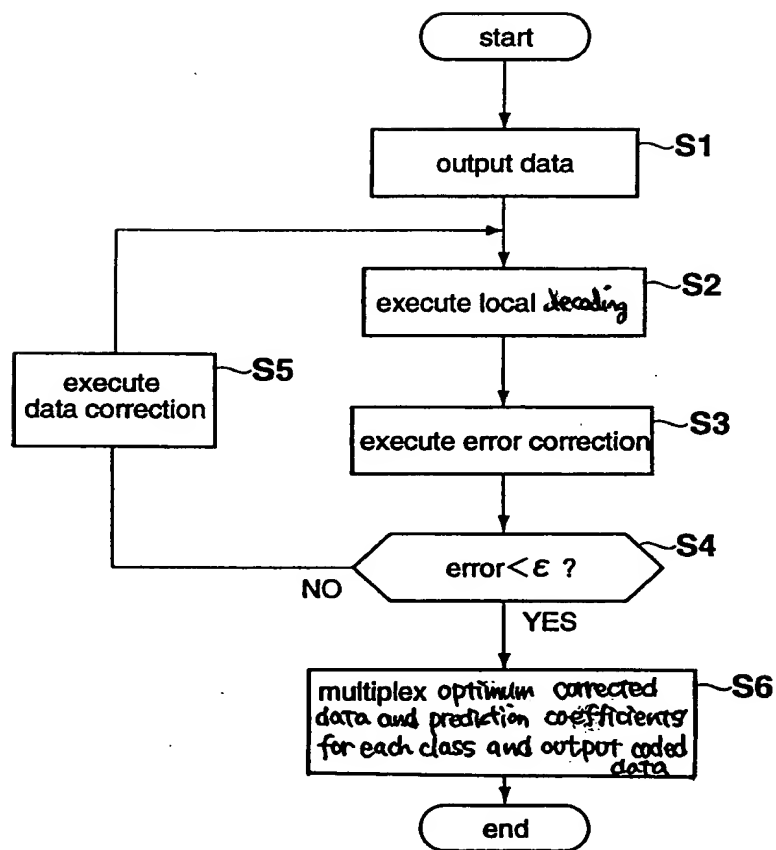 start
output data
S1
execute local decoding
S2
execute
data correction
S5
execute error correction
S3
error<ε ?
S4
NO
YES
multiplex optimum corrected
data and prediction coefficients
for each class and output coded
data
S6
end